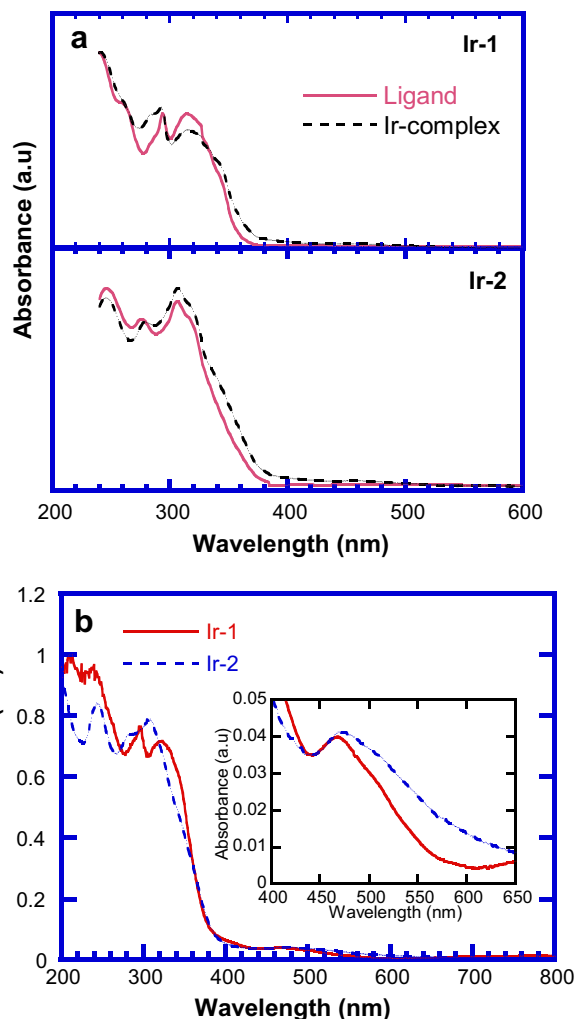 a
Ir-1
Ligand
Ir-complex
Absorbance (a.u)
Ir-2
200 300 400 500 600
Wavelength (nm)
b
Ir-1
Ir-2
1.2
1
0.8
0.6
0.4
0.2
0
0.05
0.04
0.03
0.02
0.01
0
Absorbance (a.u)
400 450 500 550 600 650
Wavelength (nm)
200 300 400 500 600 700 800
Wavelength (nm)